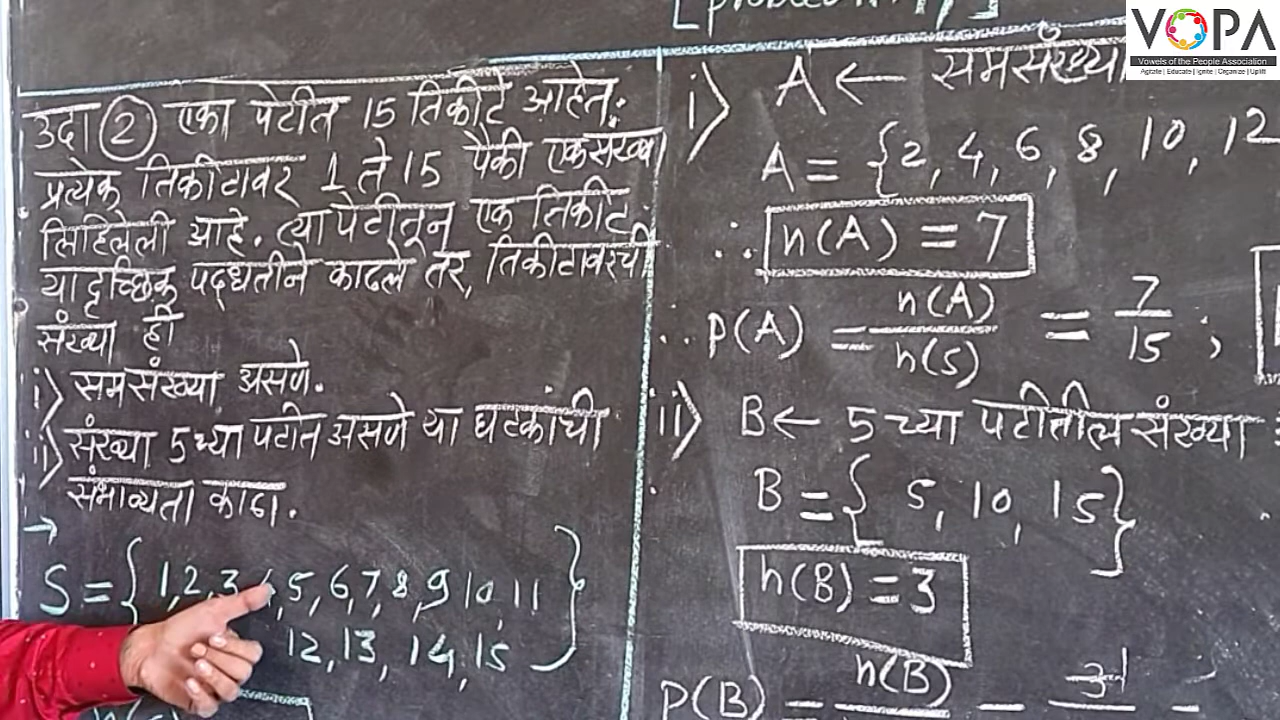 VOPA
Vowels of the People Association
Agitate | Educate | Ignite | Organize | Uplift
उदा ② एका पेटीत 15 तिकीटे आहेत.
प्रत्येक तिकीटावर 1 ते 15 पैकी एक संख्या
लिहिलेली आहे. त्या पेटीतून एक तिकीट
यादृच्छिक पद्धतीने काढले तर, तिकीटावरची
संख्या ही
i) समसंख्या असणे.
ii) संख्या 5 च्या पटीत असणे या घटकांची
संभाव्यता काढा.
→
S = { 1, 2, 3, 4, 5, 6, 7, 8, 9 10, 11
12, 13, 14, 15 }
i) A ← समसंख्या
A = { 2, 4, 6, 8, 10, 12
∴ n(A) = 7
∴ P(A) = n(A) / n(S) = 7 / 15 ;
ii) B ← 5 च्या पटीतील संख्या
B = { 5, 10, 15 }
n(B) = 3
P(B) = n(B) = 3 =